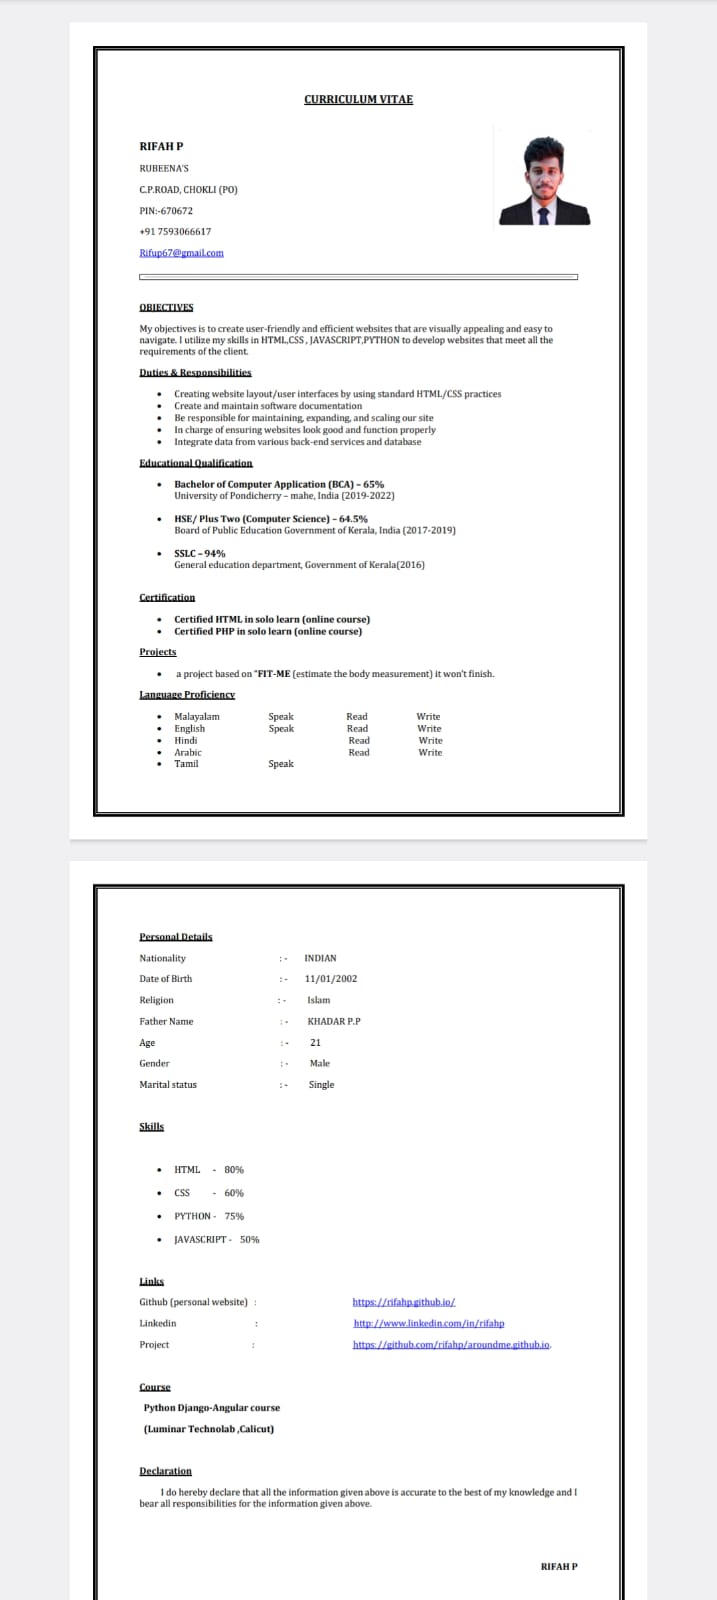 CURRICULUM VITAE
RIFAH P
RUBEENA'S
C.P.ROAD, CHOKLI (PO)
PIN:-670672
+91 7593066617
Rifup67@gmail.com
OBJECTIVES
My objectives is to create user-friendly and efficient websites that are visually appealing and easy to
navigate. I utilize my skills in HTML,CSS , JAVASCRIPT,PYTHON to develop websites that meet all the
requirements of the client.
Duties & Responsibilities
• Creating website layout/user interfaces by using standard HTML/CSS practices
• Create and maintain software documentation
• Be responsible for maintaining, expanding, and scaling our site
• In charge of ensuring websites look good and function properly
• Integrate data from various back-end services and database
Educational Qualification
• Bachelor of Computer Application (BCA) – 65%
University of Pondicherry – mahe, India (2019-2022)
• HSE/ Plus Two (Computer Science) – 64.5%
Board of Public Education Government of Kerala, India (2017-2019)
• SSLC – 94%
General education department, Government of Kerala(2016)
Certification
• Certified HTML in solo learn (online course)
• Certified PHP in solo learn (online course)
Projects
• a project based on "FIT-ME (estimate the body measurement) it won't finish.
Language Proficiency
• Malayalam Speak Read Write
• English Speak Read Write
• Hindi Read Write
• Arabic Read Write
• Tamil Speak
Personal Details
Nationality :- INDIAN
Date of Birth :- 11/01/2002
Religion :- Islam
Father Name :- KHADAR P.P
Age :- 21
Gender :- Male
Marital status :- Single
Skills
• HTML - 80%
• CSS - 60%
• PYTHON - 75%
• JAVASCRIPT - 50%
Links
Github (personal website) : https://rifahp.github.io/
Linkedin : http://www.linkedin.com/in/rifahp
Project : https://github.com/rifahp/aroundme.github.io.
Course
Python Django-Angular course
(Luminar Technolab ,Calicut)
Declaration
I do hereby declare that all the information given above is accurate to the best of my knowledge and I
bear all responsibilities for the information given above.
RIFAH P